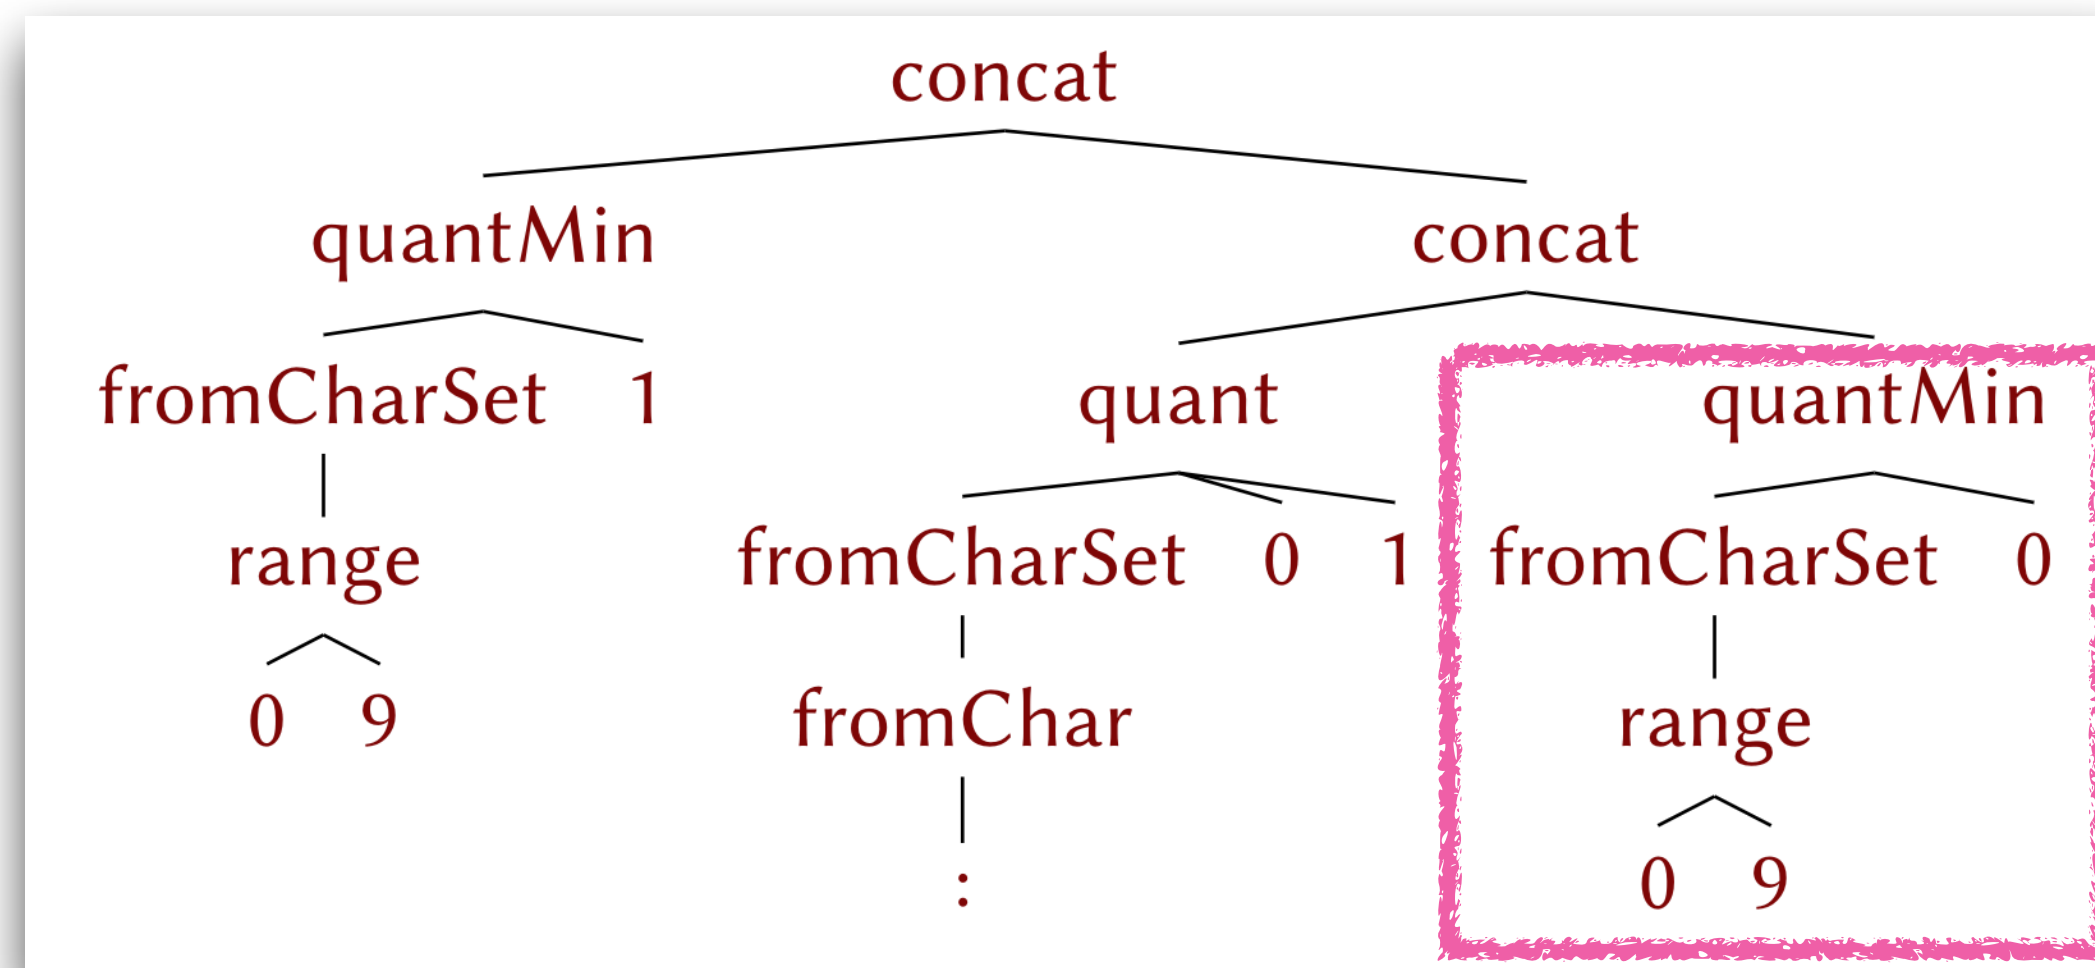 concat
quantMin concat
fromCharSet 1 quant quantMin
range fromCharSet 0 1 fromCharSet 0
0 9 fromChar range
: 0 9